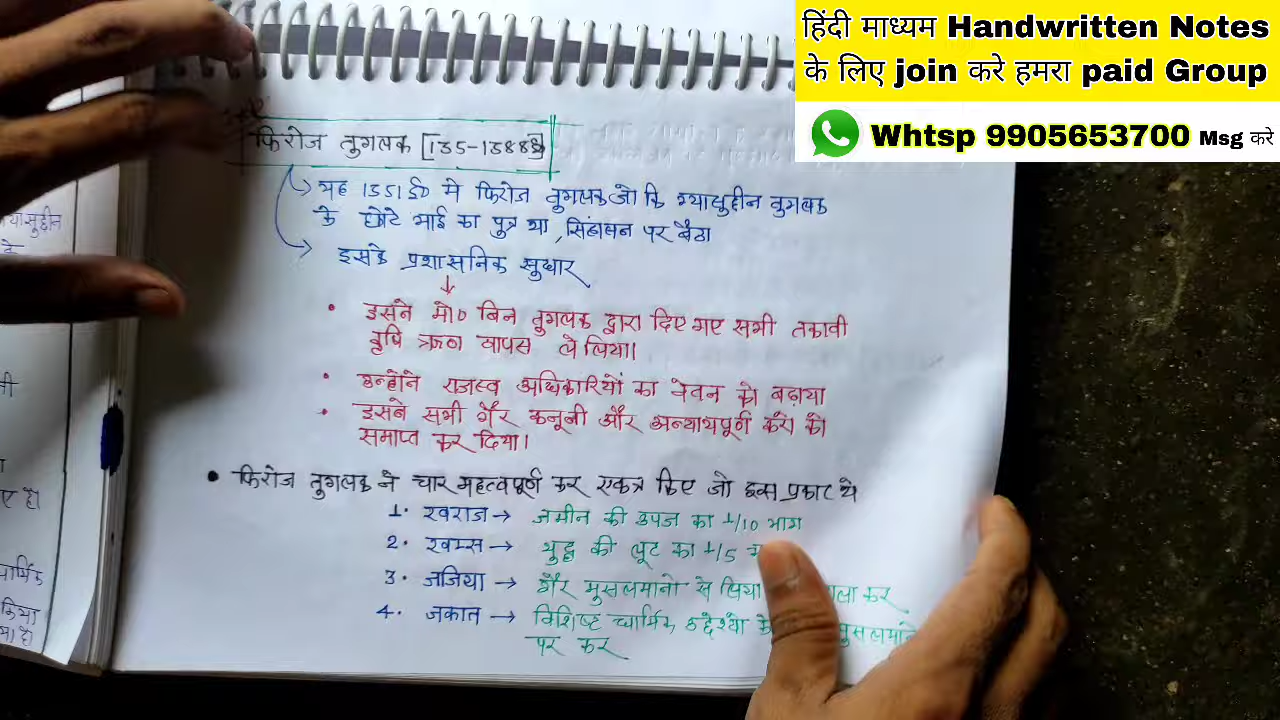 हिंदी माध्यम Handwritten Notes
के लिए join करे हमरा paid Group
Whtsp 9905653700 Msg करे
फिरोज तुगलक [135-1388]
यह 1351 ई० मे फिरोज तुगलक जो कि ग्यासुद्दीन तुगलक
के छोटे भाई का पुत्र था, सिंहासन पर बैठा
इसके प्रशासनिक सुधार
• इसने मो० बिन तुगलक द्वारा दिए गए सभी तकावी
कृषि ऋण वापस ले लिया।
• उन्होने राजस्व अधिकारियों का वेतन को बढ़ाया
• इसने सभी गैर कनूनी और अन्यायपूर्ण करों को
समाप्त कर दिया।
• फिरोज तुगलक ने चार महत्वपूर्ण कर एकत्र किए जो इस प्रकार थे
1. खराज → जमीन की उपज का 1/10 भाग
2. खम्स → युद्ध की लूट का 1/5
3. जजिया → गैर मुसलमानो से लिया कर
4. जकात → विशिष्ट धार्मिक उद्देश्यो के
पर कर